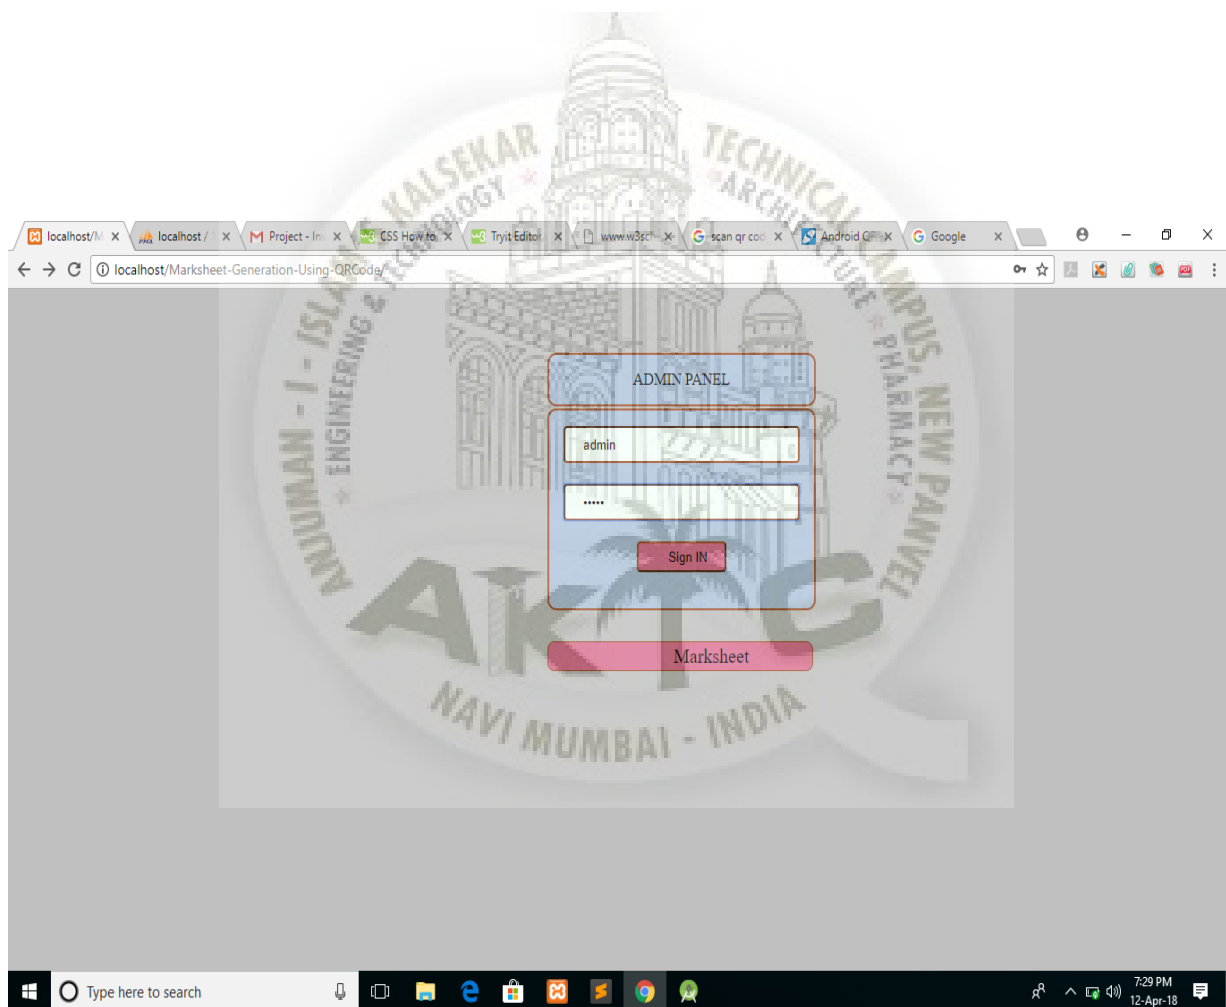 localhost/M
localhost / 1
Project - In
CSS How to
Tryit Editor
www.w3sc
scan qr cod
Android QR
Google
localhost/Marksheet-Generation-Using-QRCode/
ANJUMAN - I - ISLAM'S KALSEKAR TECHNICAL CAMPUS, NEW PANVEL
ENGINEERING & TECHNOLOGY * ARCHITECTURE * PHARMACY *
ADMIN PANEL
admin
•••••
Sign IN
AKTC
Marksheet
NAVI MUMBAI - INDIA
Type here to search
7:29 PM
12-Apr-18